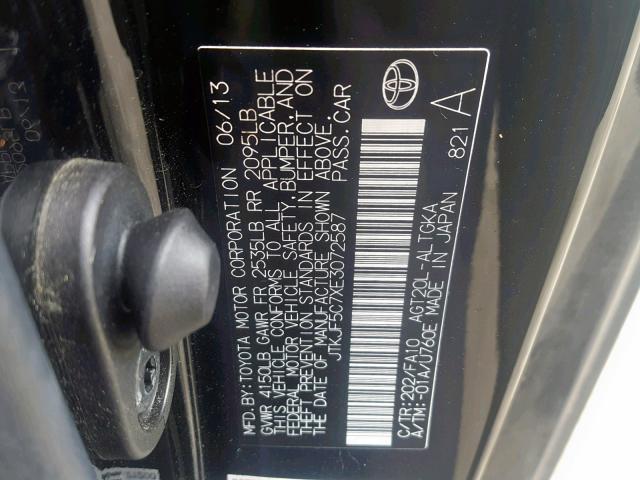 MFD.BY:TOYOTA MOTOR CORPORATION 06/13
GVWR 4150LB GAWR FR 2535LB RR 2095LB
THIS VEHICLE CONFORMS TO ALL APPLICABLE
FEDERAL MOTOR VEHICLE SAFETY, BUMPER, AND
THEFT PREVENTION STANDARDS IN EFFECT ON
THE DATE OF MANUFACTURE SHOWN ABOVE.
JTKJF5C7XE3072587 PASS. CAR
C/TR:202/FA10 AGT20L-ALTGKA
A/TM:-01A/U760E MADE IN JAPAN
821 A